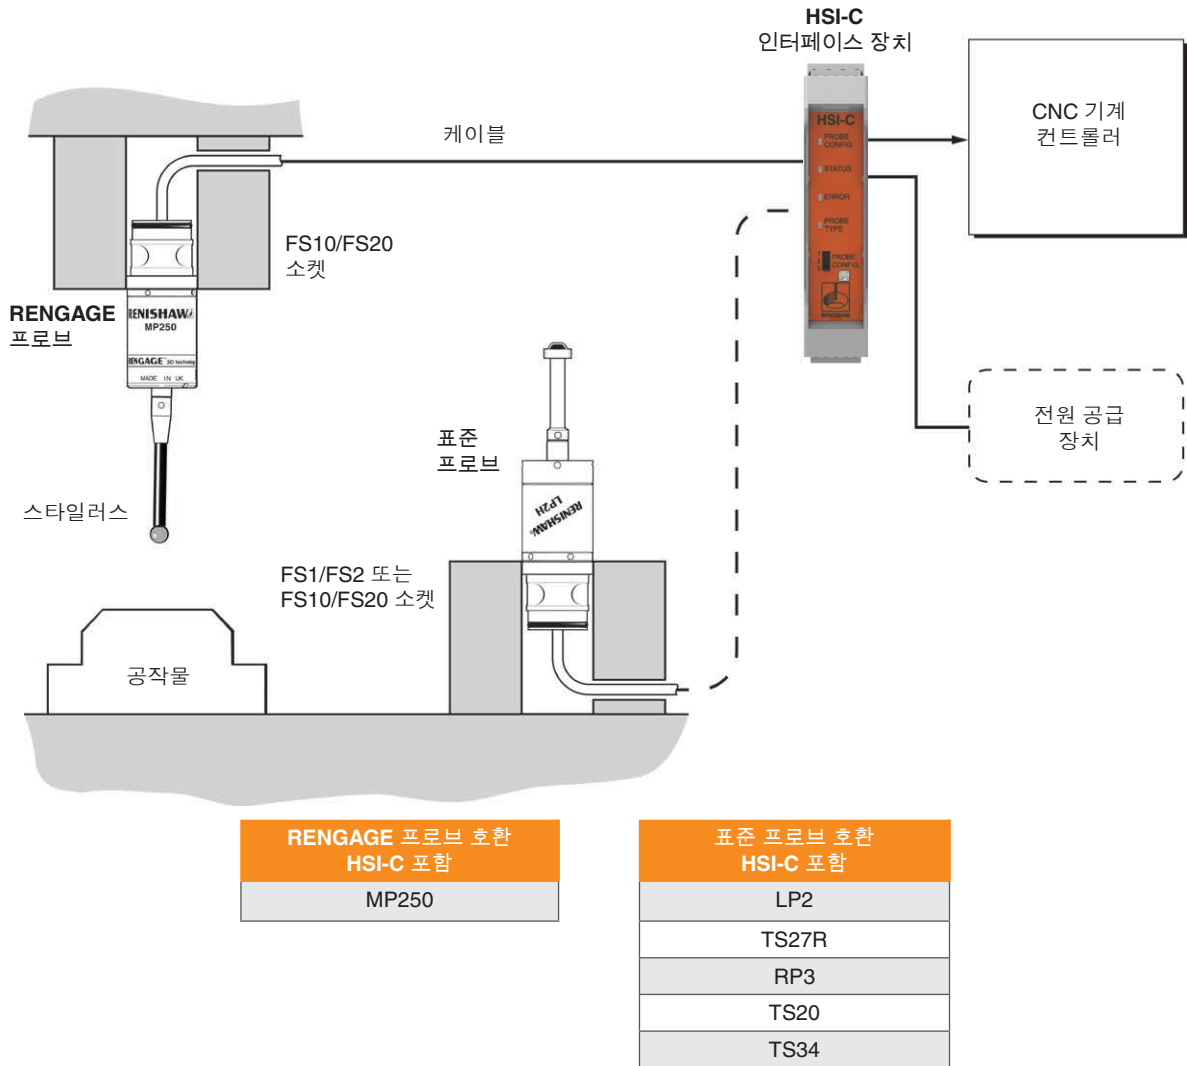 HSI-C
인터페이스 장치
CNC 기계
컨트롤러
케이블
HSI-C
PROBE
CONFIG.
STATUS
ERROR
PROBE
TYPE
PROBE
CONFIG.
FS10/FS20
소켓
RENGAGE
프로브
RENISHAW
MP250
MADE IN UK
전원 공급
장치
표준
프로브
스타일러스
RENISHAW
LP2H
FS1/FS2 또는
FS10/FS20 소켓
공작물
RENGAGE 프로브 호환
HSI-C 포함
MP250
표준 프로브 호환
HSI-C 포함
LP2
TS27R
RP3
TS20
TS34